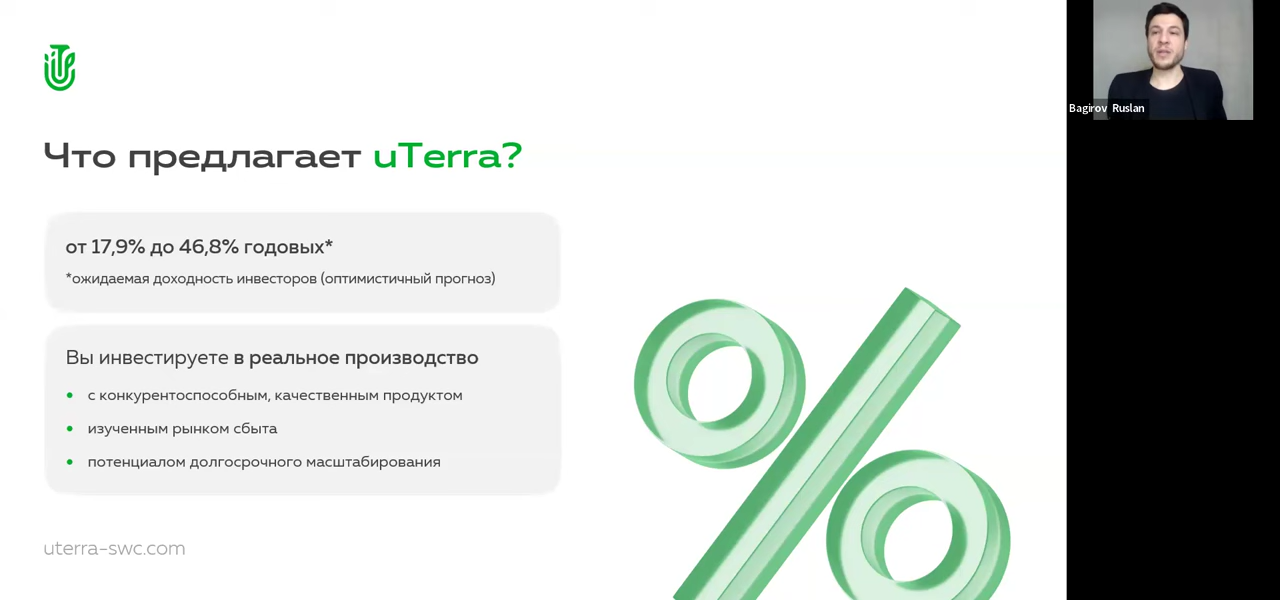 Что предлагает uTerra?
от 17,9% до 46,8% годовых*
*ожидаемая доходность инвесторов (оптимистичный прогноз)
Вы инвестируете в реальное производство
с конкурентоспособным, качественным продуктом
изученным рынком сбыта
потенциалом долгосрочного масштабирования
uterra-swc.com
Bagirov Ruslan